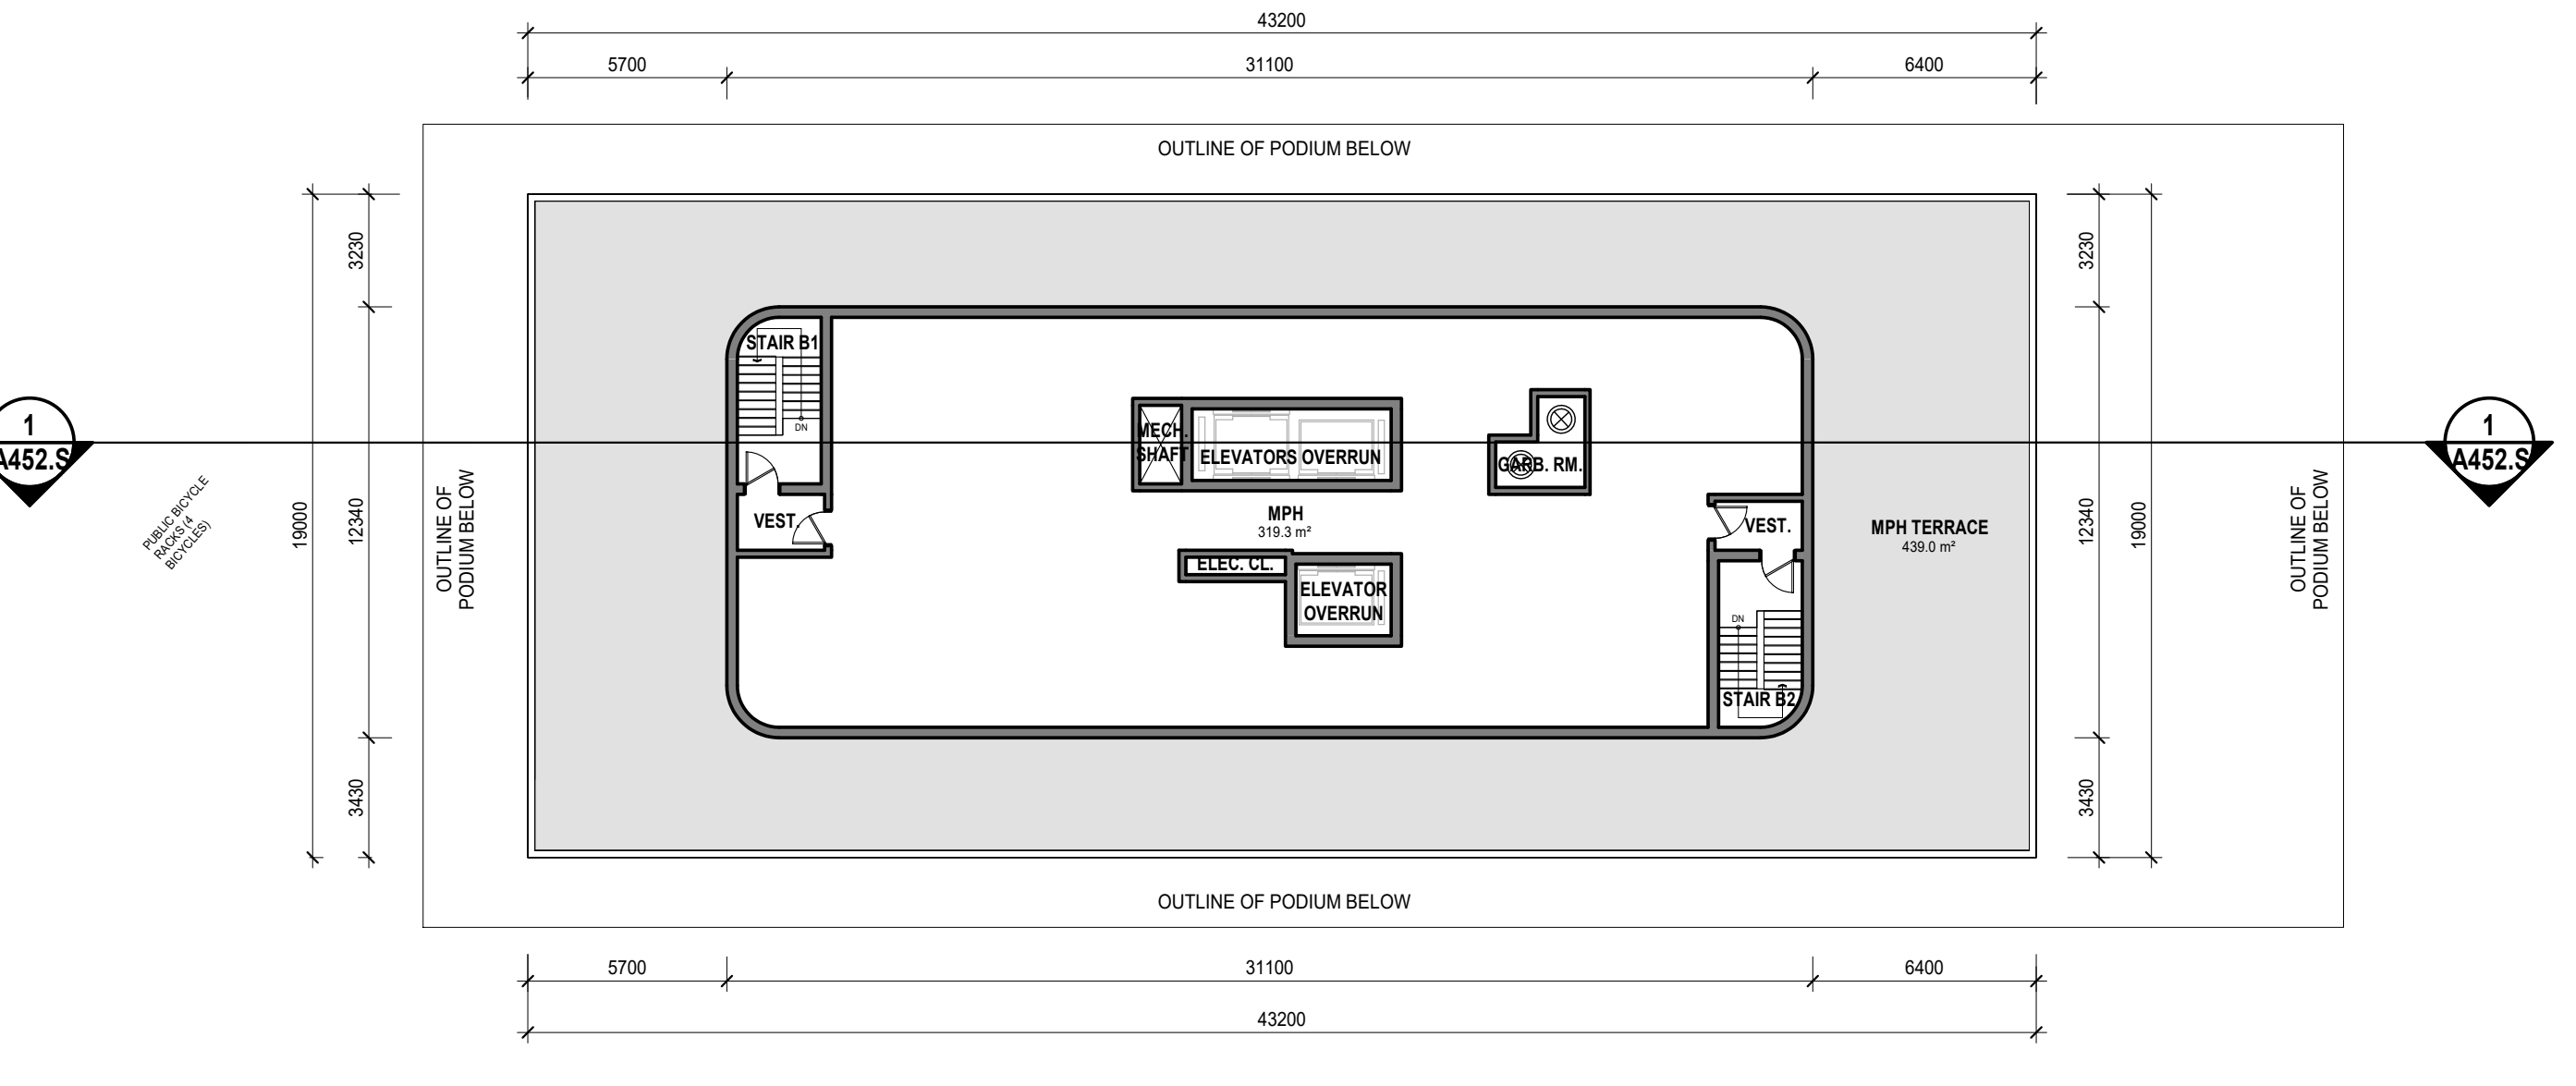 43200
5700
31100
6400
OUTLINE OF PODIUM BELOW
3230
3230
STAIR B1
DN
1
A452.S
1
A452.S
MECH.
SHAFT
ELEVATORS OVERRUN
GARB. RM.
PUBLIC BICYCLE
RACKS (4
BICYCLES)
19000
12340
OUTLINE OF
PODIUM BELOW
VEST.
MPH
319.3 m²
VEST.
MPH TERRACE
439.0 m²
12340
19000
OUTLINE OF
PODIUM BELOW
ELEC. CL.
ELEVATOR
OVERRUN
DN
STAIR B2
3430
3430
OUTLINE OF PODIUM BELOW
5700
31100
6400
43200